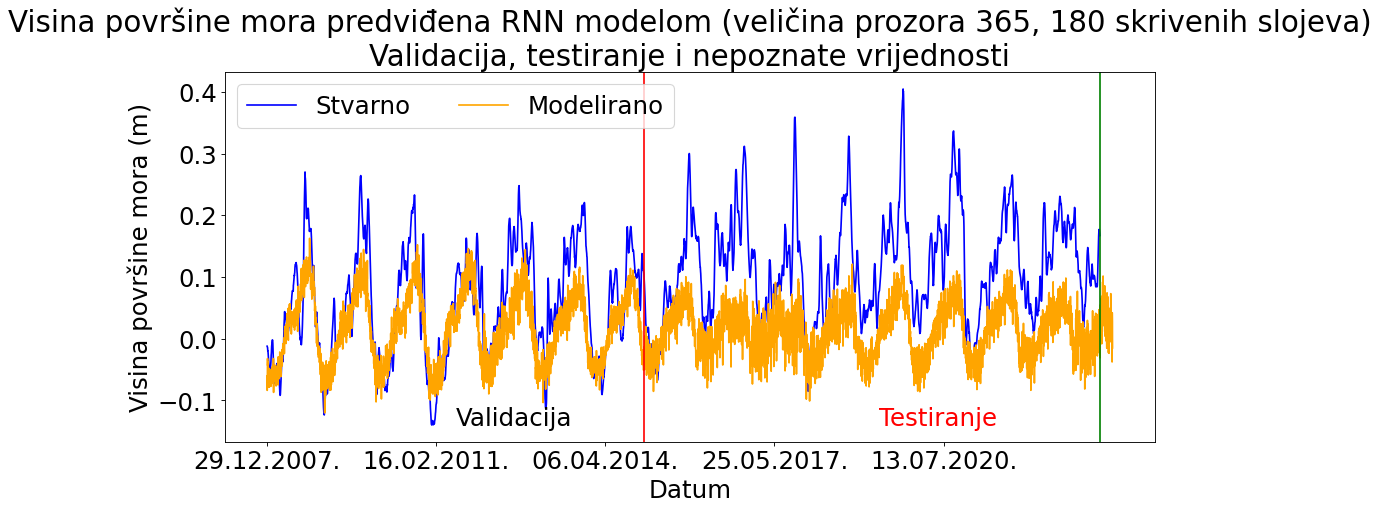 Visina površine mora predviđena RNN modelom (veličina prozora 365, 180 skrivenih slojeva)
Validacija, testiranje i nepoznate vrijednosti
Stvarno
Modelirano
Visina površine mora (m)
0.4
0.3
0.2
0.1
0.0
−0.1
Validacija
Testiranje
29.12.2007.
16.02.2011.
06.04.2014.
25.05.2017.
13.07.2020.
Datum